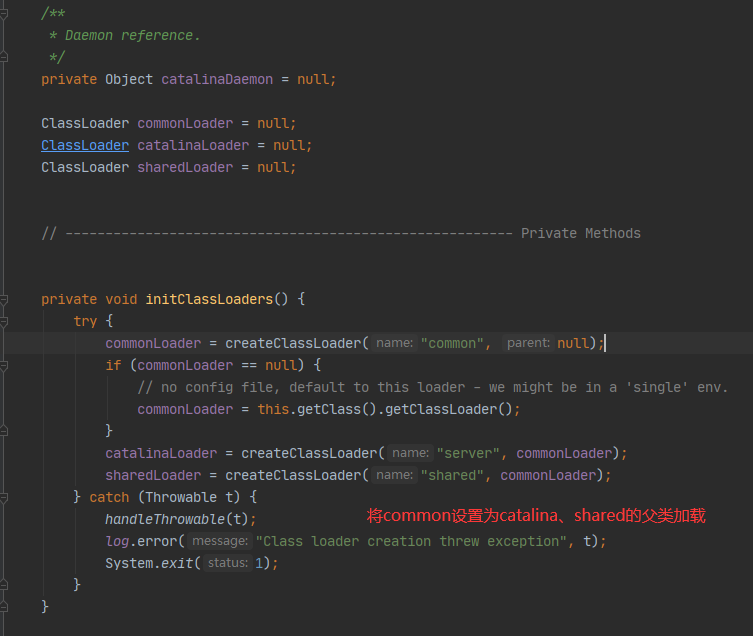 /**
 * Daemon reference.
 */
private Object catalinaDaemon = null;
ClassLoader commonLoader = null;
ClassLoader catalinaLoader = null;
ClassLoader sharedLoader = null;
// -------------------------------------------------------- Private Methods
private void initClassLoaders() {
try {
commonLoader = createClassLoader( name: "common", parent: null);
if (commonLoader == null) {
// no config file, default to this loader - we might be in a 'single' env.
commonLoader = this.getClass().getClassLoader();
}
catalinaLoader = createClassLoader( name: "server", commonLoader);
sharedLoader = createClassLoader( name: "shared", commonLoader);
} catch (Throwable t) {
handleThrowable(t);
将common设置为catalina、shared的父类加载
log.error( message: "Class loader creation threw exception", t);
System.exit( status: 1);
}
}